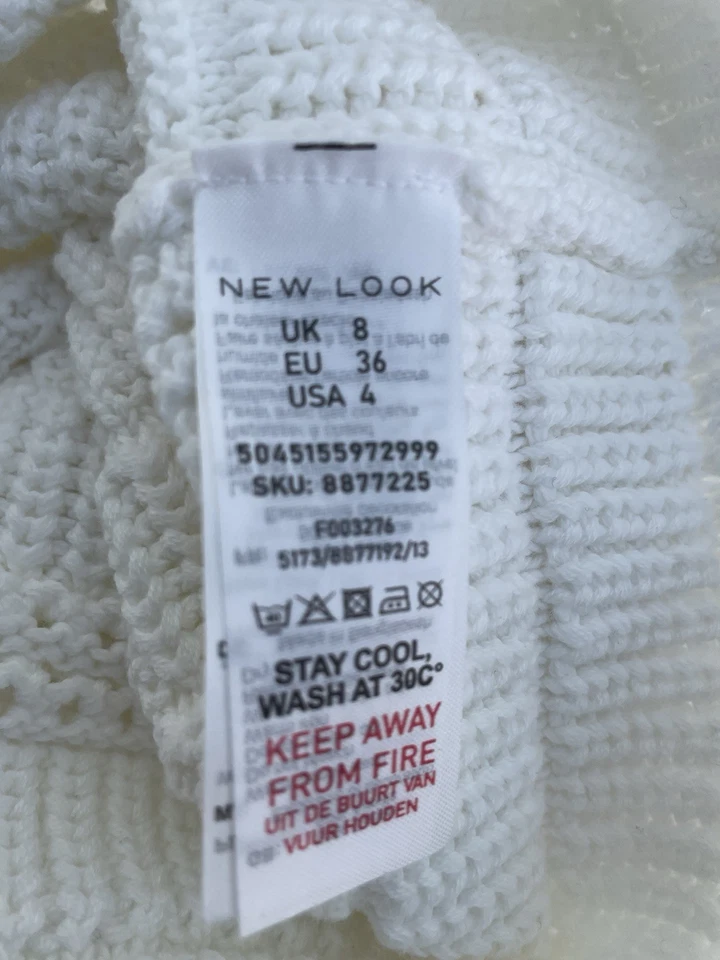 NEW LOOK
UK 8
EU 36
USA 4
5045155972999
SKU: 8877225
F003276
5173/8877192/13
STAY COOL,
WASH AT 30C°
KEEP AWAY
FROM FIRE
UIT DE BUURT VAN
VUUR HOUDEN